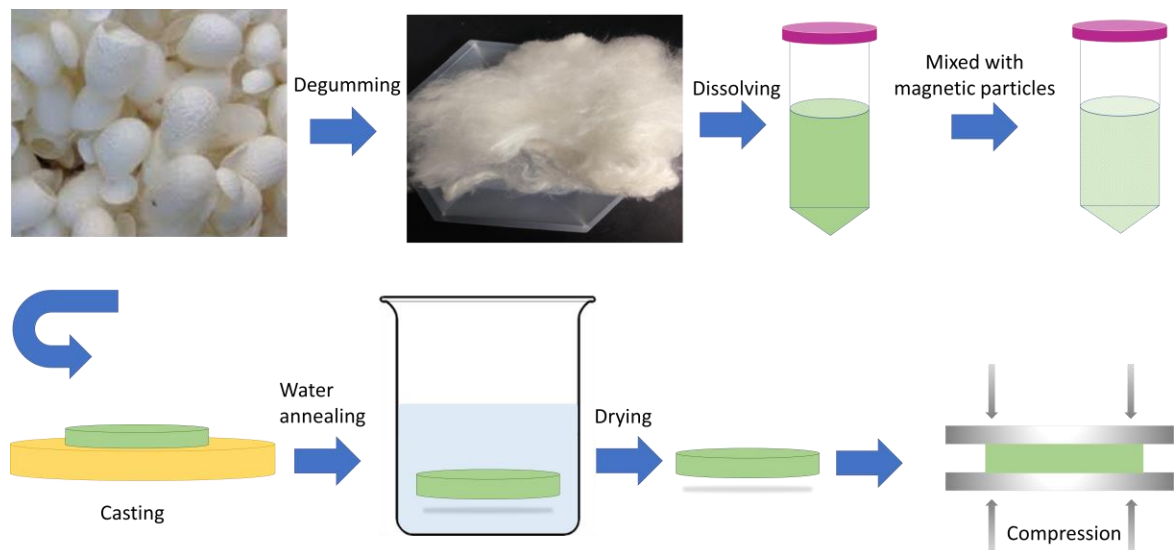 Degumming
Dissolving
Mixed with
magnetic particles
Casting
Water
annealing
Drying
Compression